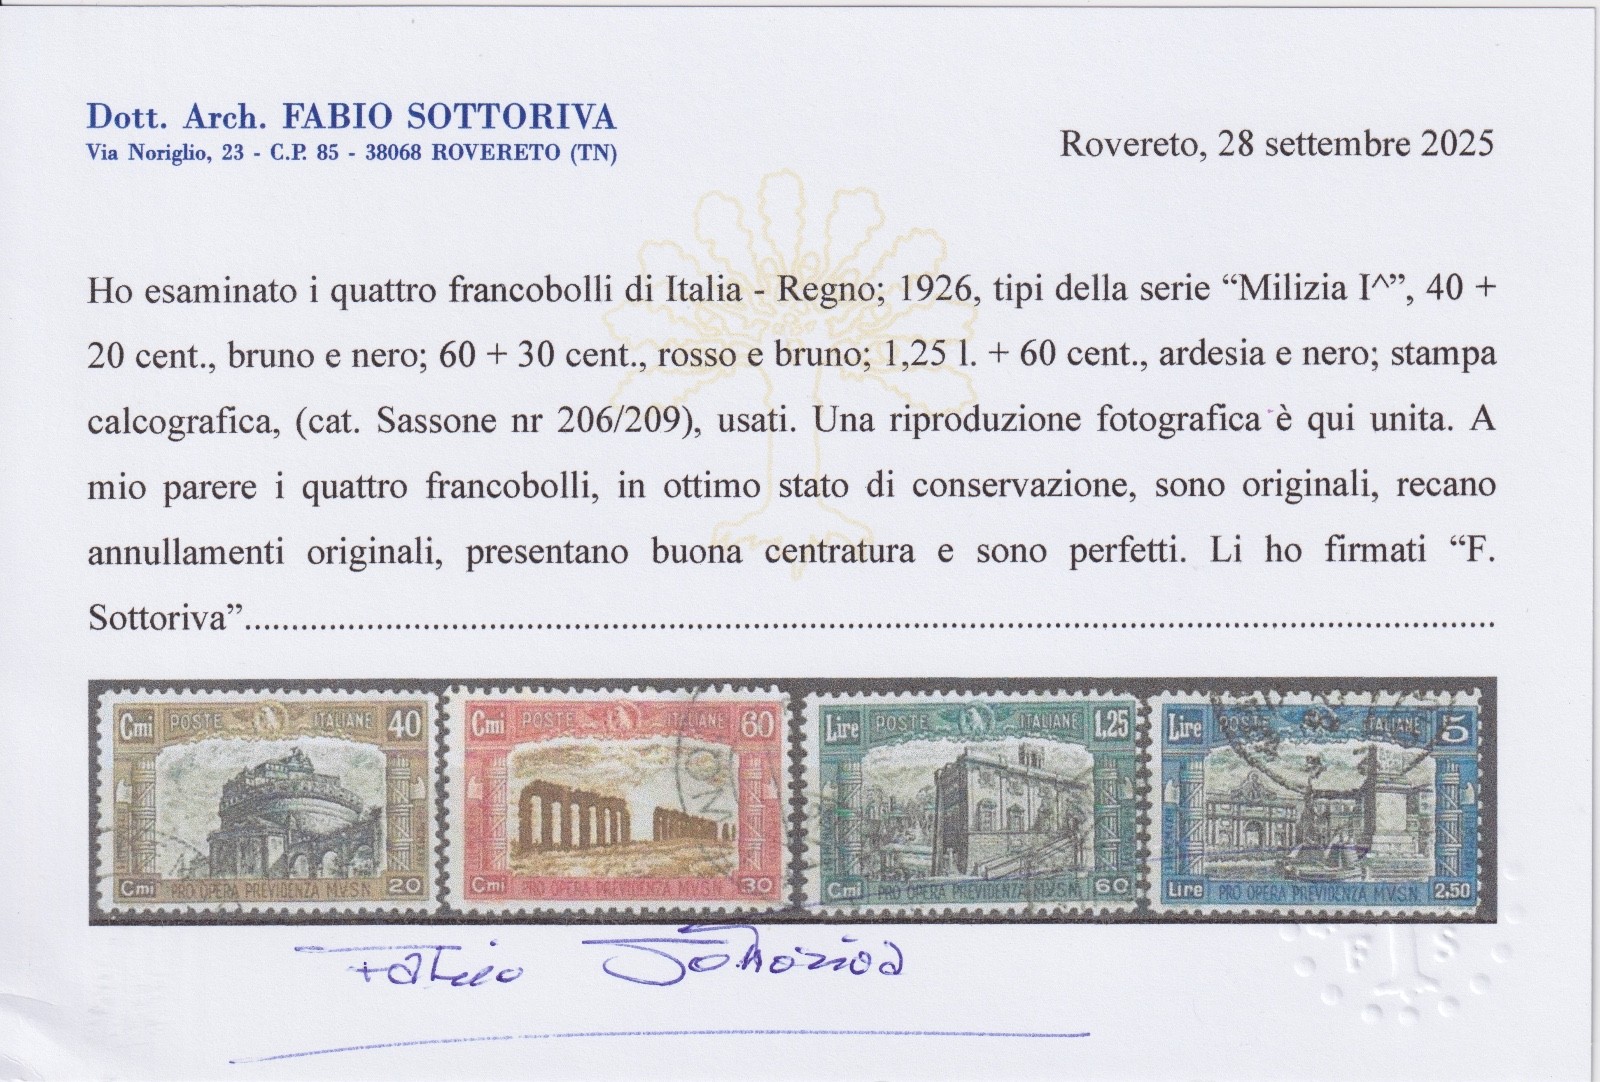 Dott. Arch. FABIO SOTTORIVA
Via Noriglio, 23 - C.P. 85 - 38068 ROVERETO (TN)
Rovereto, 28 settembre 2025
Ho esaminato i quattro francobolli di Italia - Regno; 1926, tipi della serie “Milizia I^”, 40 +
20 cent., bruno e nero; 60 + 30 cent., rosso e bruno; 1,25 l. + 60 cent., ardesia e nero; stampa
calcografica, (cat. Sassone nr 206/209), usati. Una riproduzione fotografica è qui unita. A
mio parere i quattro francobolli, in ottimo stato di conservazione, sono originali, recano
annullamenti originali, presentano buona centratura e sono perfetti. Li ho firmati “F.
Sottoriva”....................................................................................................................................
Cmi POSTE ITALIANE 40
Cmi PRO OPERA PREVIDENZA M.V.S.N. 20
Cmi POSTE ITALIANE 60
Cmi PRO OPERA PREVIDENZA M.V.S.N. 30
Lire POSTE ITALIANE 1,25
Cmi PRO OPERA PREVIDENZA M.V.S.N. 60
Lire POSTE ITALIANE 5
Lire PRO OPERA PREVIDENZA M.V.S.N. 2,50
Fabio Sottoriva
F S